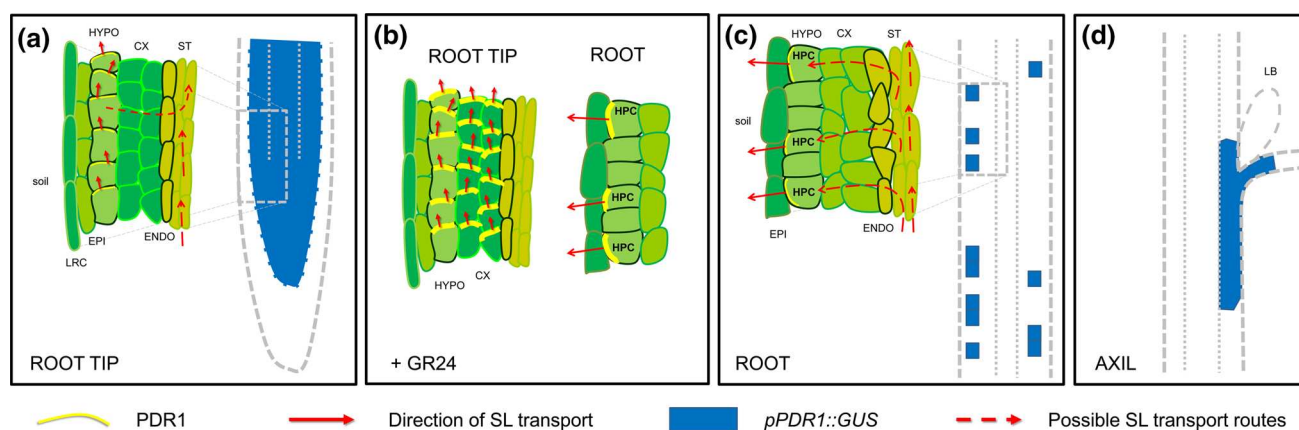 (a)
HYPO
CX
ST
soil
EPI
ENDO
LRC
ROOT TIP
(b)
ROOT TIP
ROOT
HPC
HPC
HPC
CX
HYPO
+ GR24
(c)
HYPO
CX
ST
HPC
soil
HPC
HPC
EPI
ENDO
ROOT
(d)
LB
AXIL
PDR1
Direction of SL transport
pPDR1::GUS
Possible SL transport routes